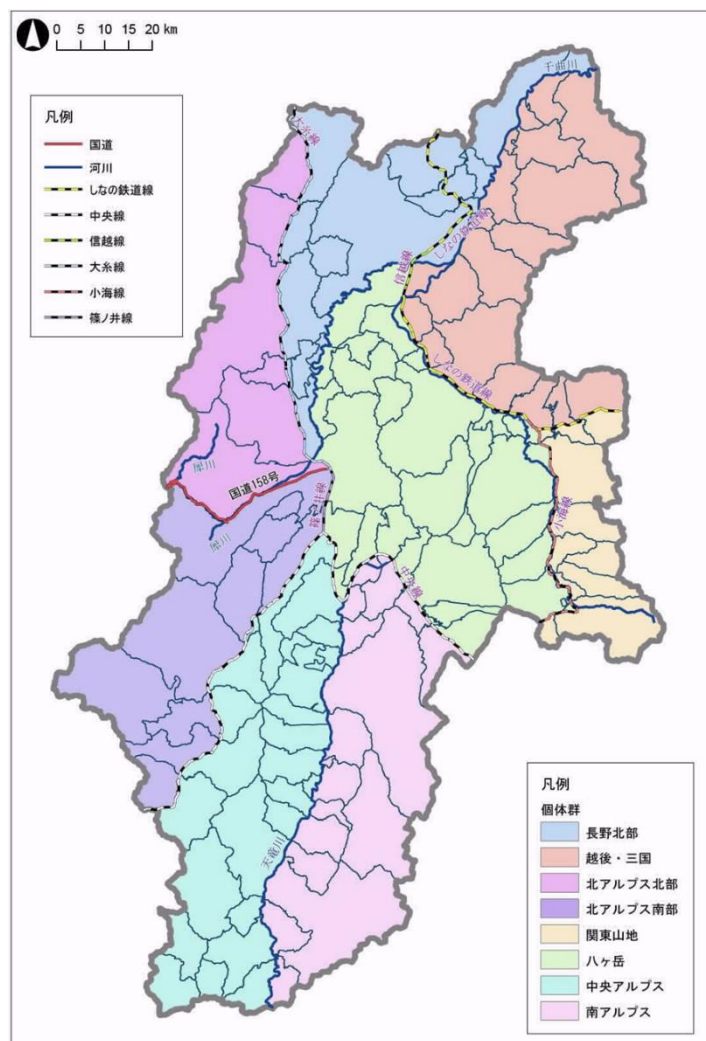 0 5 10 15 20 km
千曲川
大糸線
凡例
国道
河川
しなの鉄道線
中央線
信越線
大糸線
小海線
篠ノ井線
しなの鉄道線
信越線
しなの鉄道線
犀川
国道158号
犀川
篠ノ井線
小海線
中央線
天竜川
凡例
個体群
長野北部
越後・三国
北アルプス北部
北アルプス南部
関東山地
八ヶ岳
中央アルプス
南アルプス